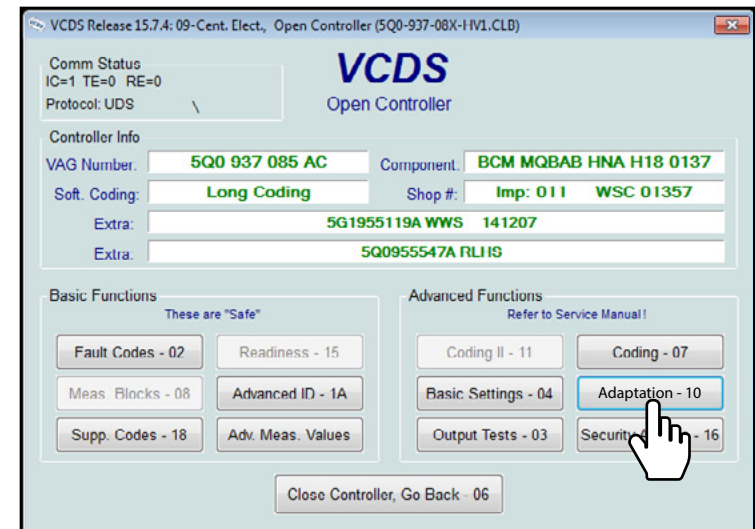 VCDS Release 15.7.4: 09-Cent. Elect., Open Controller (5Q0-937-08X-HV1.CLB)
Comm Status
IC=1 TE=0 RE=0
Protocol: UDS \
VCDS
Open Controller
Controller Info
VAG Number: 5Q0 937 085 AC Component: BCM MQBAB HNA H18 0137
Soft. Coding: Long Coding Shop #: Imp: 011 WSC 01357
Extra: 5G1955119A WWS 141207
Extra: 5Q0955547A RLHS
Basic Functions
These are "Safe"
Fault Codes - 02 Readiness - 15
Meas. Blocks - 08 Advanced ID - 1A
Supp. Codes - 18 Adv. Meas. Values
Advanced Functions
Refer to Service Manual!
Coding II - 11 Coding - 07
Basic Settings - 04 Adaptation - 10
Output Tests - 03 Security - 16
Close Controller, Go Back - 06